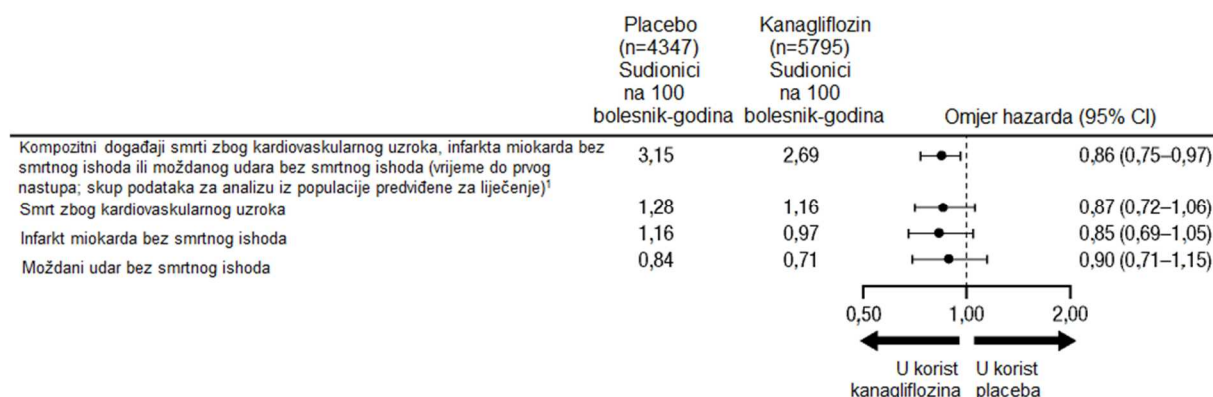 Placebo
(n=4347)
Sudionici
na 100
bolesnik-godina
Kanagliflozin
(n=5795)
Sudionici
na 100
bolesnik-godina
Omjer hazarda (95% CI)
Kompozitni događaji smrti zbog kardiovaskularnog uzroka, infarkta miokarda bez
smrtnog ishoda ili moždanog udara bez smrtnog ishoda (vrijeme do prvog
nastupa; skup podataka za analizu iz populacije predviđene za liječenje)¹
3,15 2,69 0,86 (0,75–0,97)
Smrt zbog kardiovaskularnog uzroka 1,28 1,16 0,87 (0,72–1,06)
Infarkt miokarda bez smrtnog ishoda 1,16 0,97 0,85 (0,69–1,05)
Moždani udar bez smrtnog ishoda 0,84 0,71 0,90 (0,71–1,15)
0,50 1,00 2,00
U korist
kanagliflozina
U korist
placeba